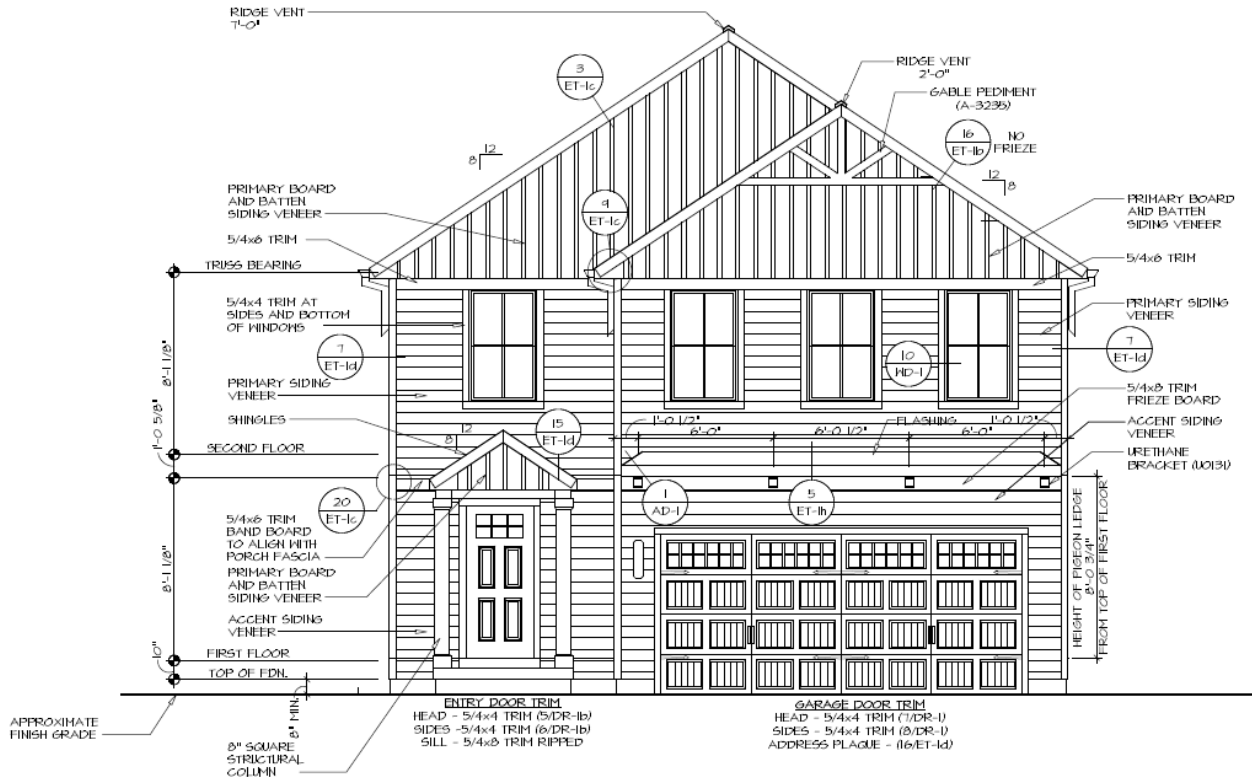 RIDGE VENT
7'-0"
3
ET-1c
RIDGE VENT
2'-0"
GABLE PEDIMENT
(A-3235)
16
ET-1b
NO
FRIEZE
12
8
12
8
PRIMARY BOARD
AND BATTEN
SIDING VENEER
9
ET-1c
PRIMARY BOARD
AND BATTEN
SIDING VENEER
5/4x6 TRIM
TRUSS BEARING
5/4x6 TRIM
5/4x4 TRIM AT
SIDES AND BOTTOM
OF WINDOWS
PRIMARY SIDING
VENEER
7
ET-1d
10
WD-1
7
ET-1d
8'-1 1/8"
PRIMARY SIDING
VENEER
5/4x8 TRIM
FRIEZE BOARD
SHINGLES
12
8
15
ET-1d
1'-0 1/2"
FLASHING
1'-0 1/2"
6'-0"
6'-0 1/2"
6'-0"
ACCENT SIDING
VENEER
1'-0 5/8"
SECOND FLOOR
URETHANE
BRACKET (UO131)
20
ET-1c
1
AD-1
5
ET-1h
5/4x6 TRIM
BAND BOARD
TO ALIGN WITH
PORCH FASCIA
8'-1 1/8"
PRIMARY BOARD
AND BATTEN
SIDING VENEER
HEIGHT OF PIGEON LEDGE
8'-0 3/4"
FROM TOP OF FIRST FLOOR
ACCENT SIDING
VENEER
FIRST FLOOR
10"
TOP OF FDN.
8" MIN.
APPROXIMATE
FINISH GRADE
8" SQUARE
STRUCTURAL
COLUMN
ENTRY DOOR TRIM
HEAD - 5/4x4 TRIM (5/DR-1b)
SIDES -5/4x4 TRIM (6/DR-1b)
SILL - 5/4x8 TRIM RIPPED
GARAGE DOOR TRIM
HEAD - 5/4x4 TRIM (7/DR-1)
SIDES - 5/4x4 TRIM (8/DR-1)
ADDRESS PLAQUE - (16/ET-1d)